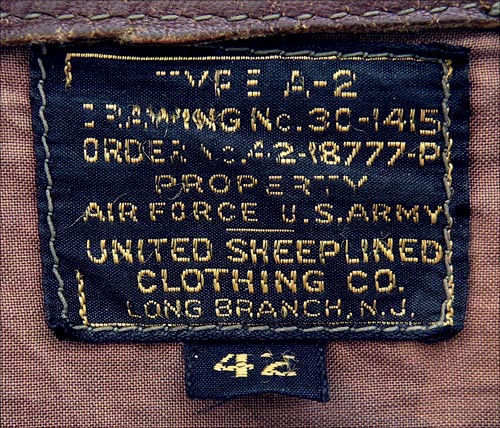 TYPE A-2
DRAWING No. 30-1415
ORDER No. 42-18777-P
PROPERTY
AIR FORCE U.S. ARMY
UNITED SHEEPLINED
CLOTHING CO.
LONG BRANCH, N.J.
42